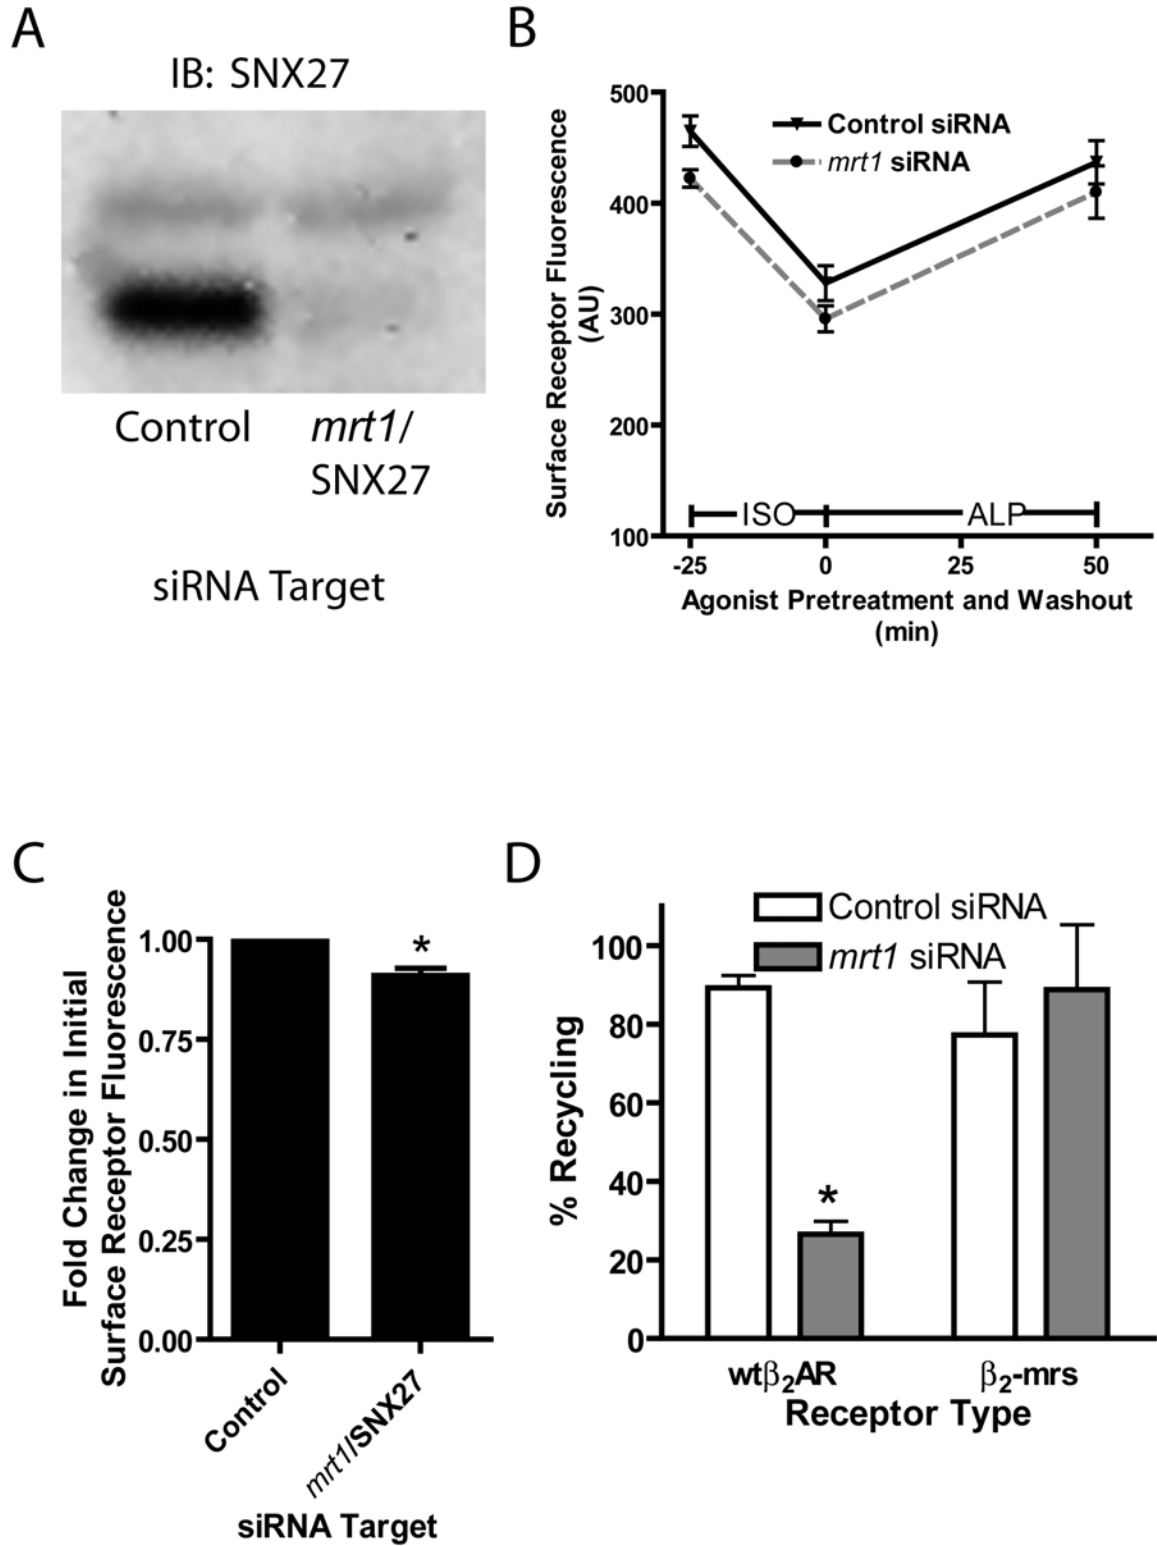 A
IB: SNX27
Control
mrt1/
SNX27
siRNA Target
B
Surface Receptor Fluorescence
(AU)
500
400
300
200
100
Control siRNA
mrt1 siRNA
ISO
ALP
-25
0
25
50
Agonist Pretreatment and Washout
(min)
C
Fold Change in Initial
Surface Receptor Fluorescence
1.00
0.75
0.50
0.25
0.00
*
Control
mrt1/SNX27
siRNA Target
D
% Recycling
100
80
60
40
20
0
Control siRNA
mrt1 siRNA
*
wtβ₂AR
β₂-mrs
Receptor Type